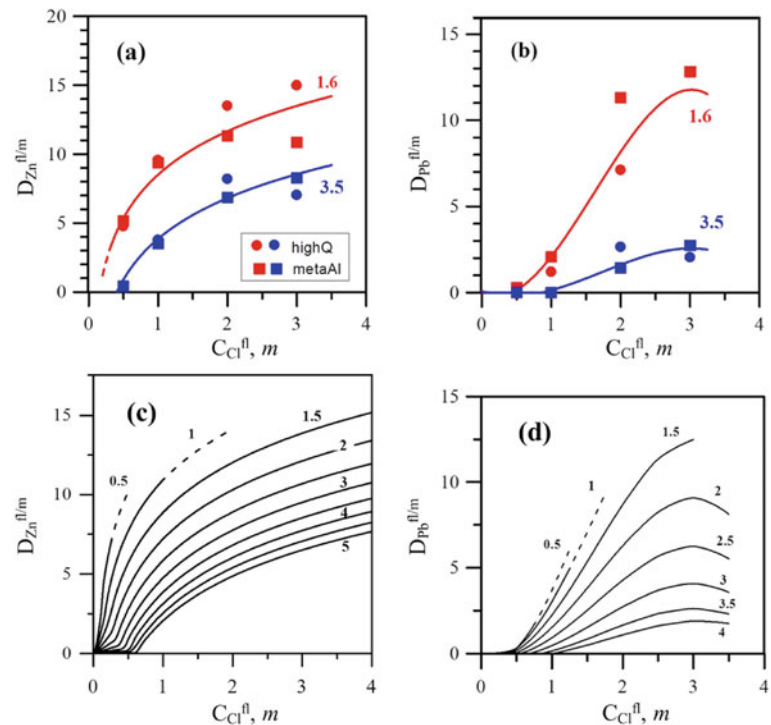 (a)
D_Zn^fl/m
20
15
10
5
0
1.6
3.5
highQ
metaAl
0 1 2 3 4
C_Cl^fl, m
(b)
D_Pb^fl/m
15
10
5
0
1.6
3.5
0 1 2 3 4
C_Cl^fl, m
(c)
D_Zn^fl/m
15
10
5
0
0.5
1
1.5
2
3
4
5
0 1 2 3 4
C_Cl^fl, m
(d)
D_Pb^fl/m
15
10
5
0
0.5
1
1.5
2
2.5
3
3.5
4
0 1 2 3 4
C_Cl^fl, m